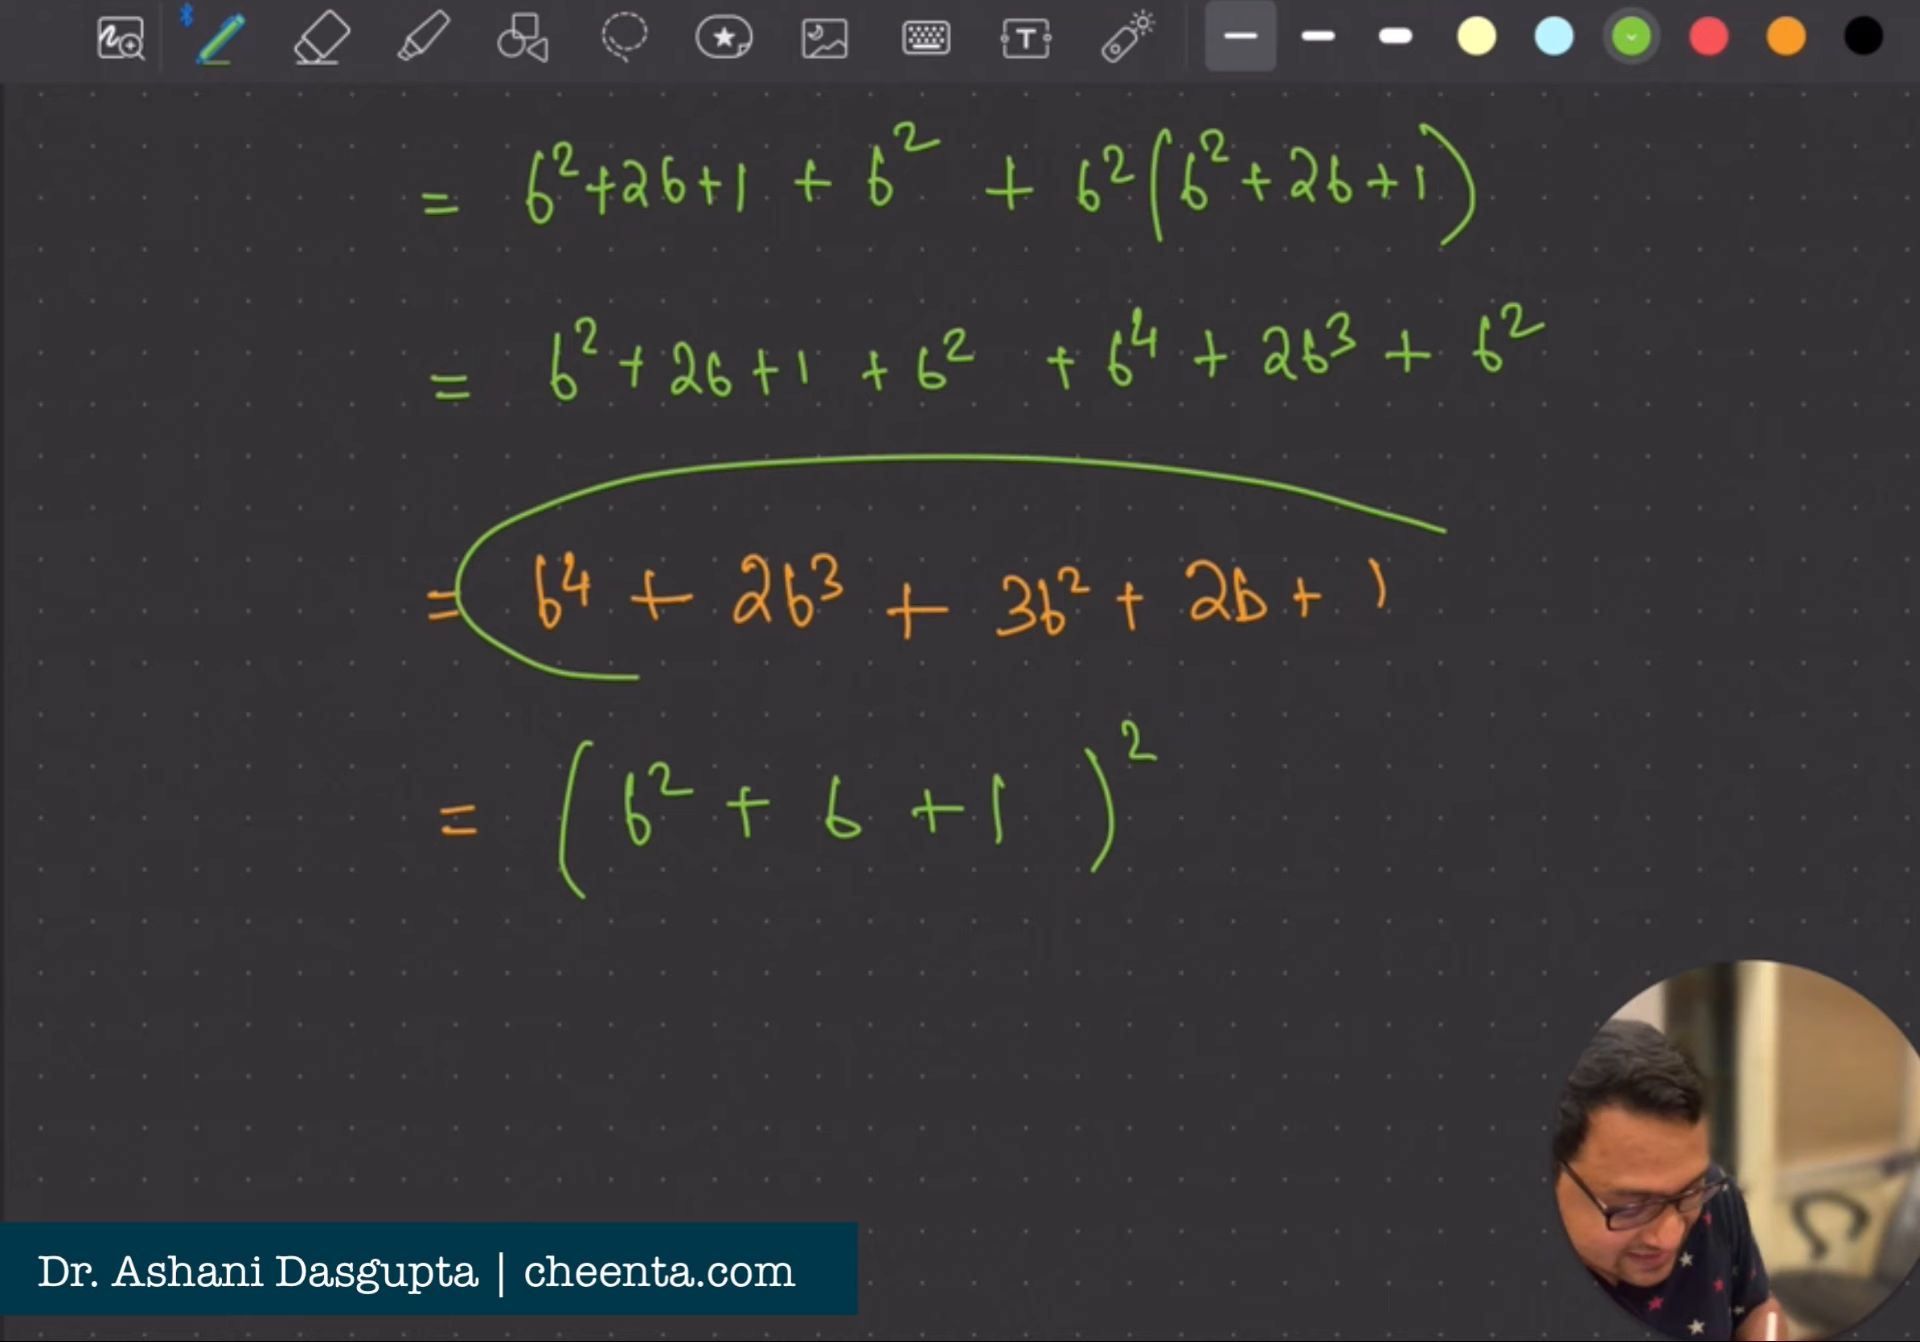 = b²+2b+1 + b² + b²(b²+2b+1)
= b²+2b+1 + b² + b⁴ + 2b³ + b²
= b⁴ + 2b³ + 3b² + 2b + 1
= (b² + b + 1)²
Dr. Ashani Dasgupta | cheenta.com